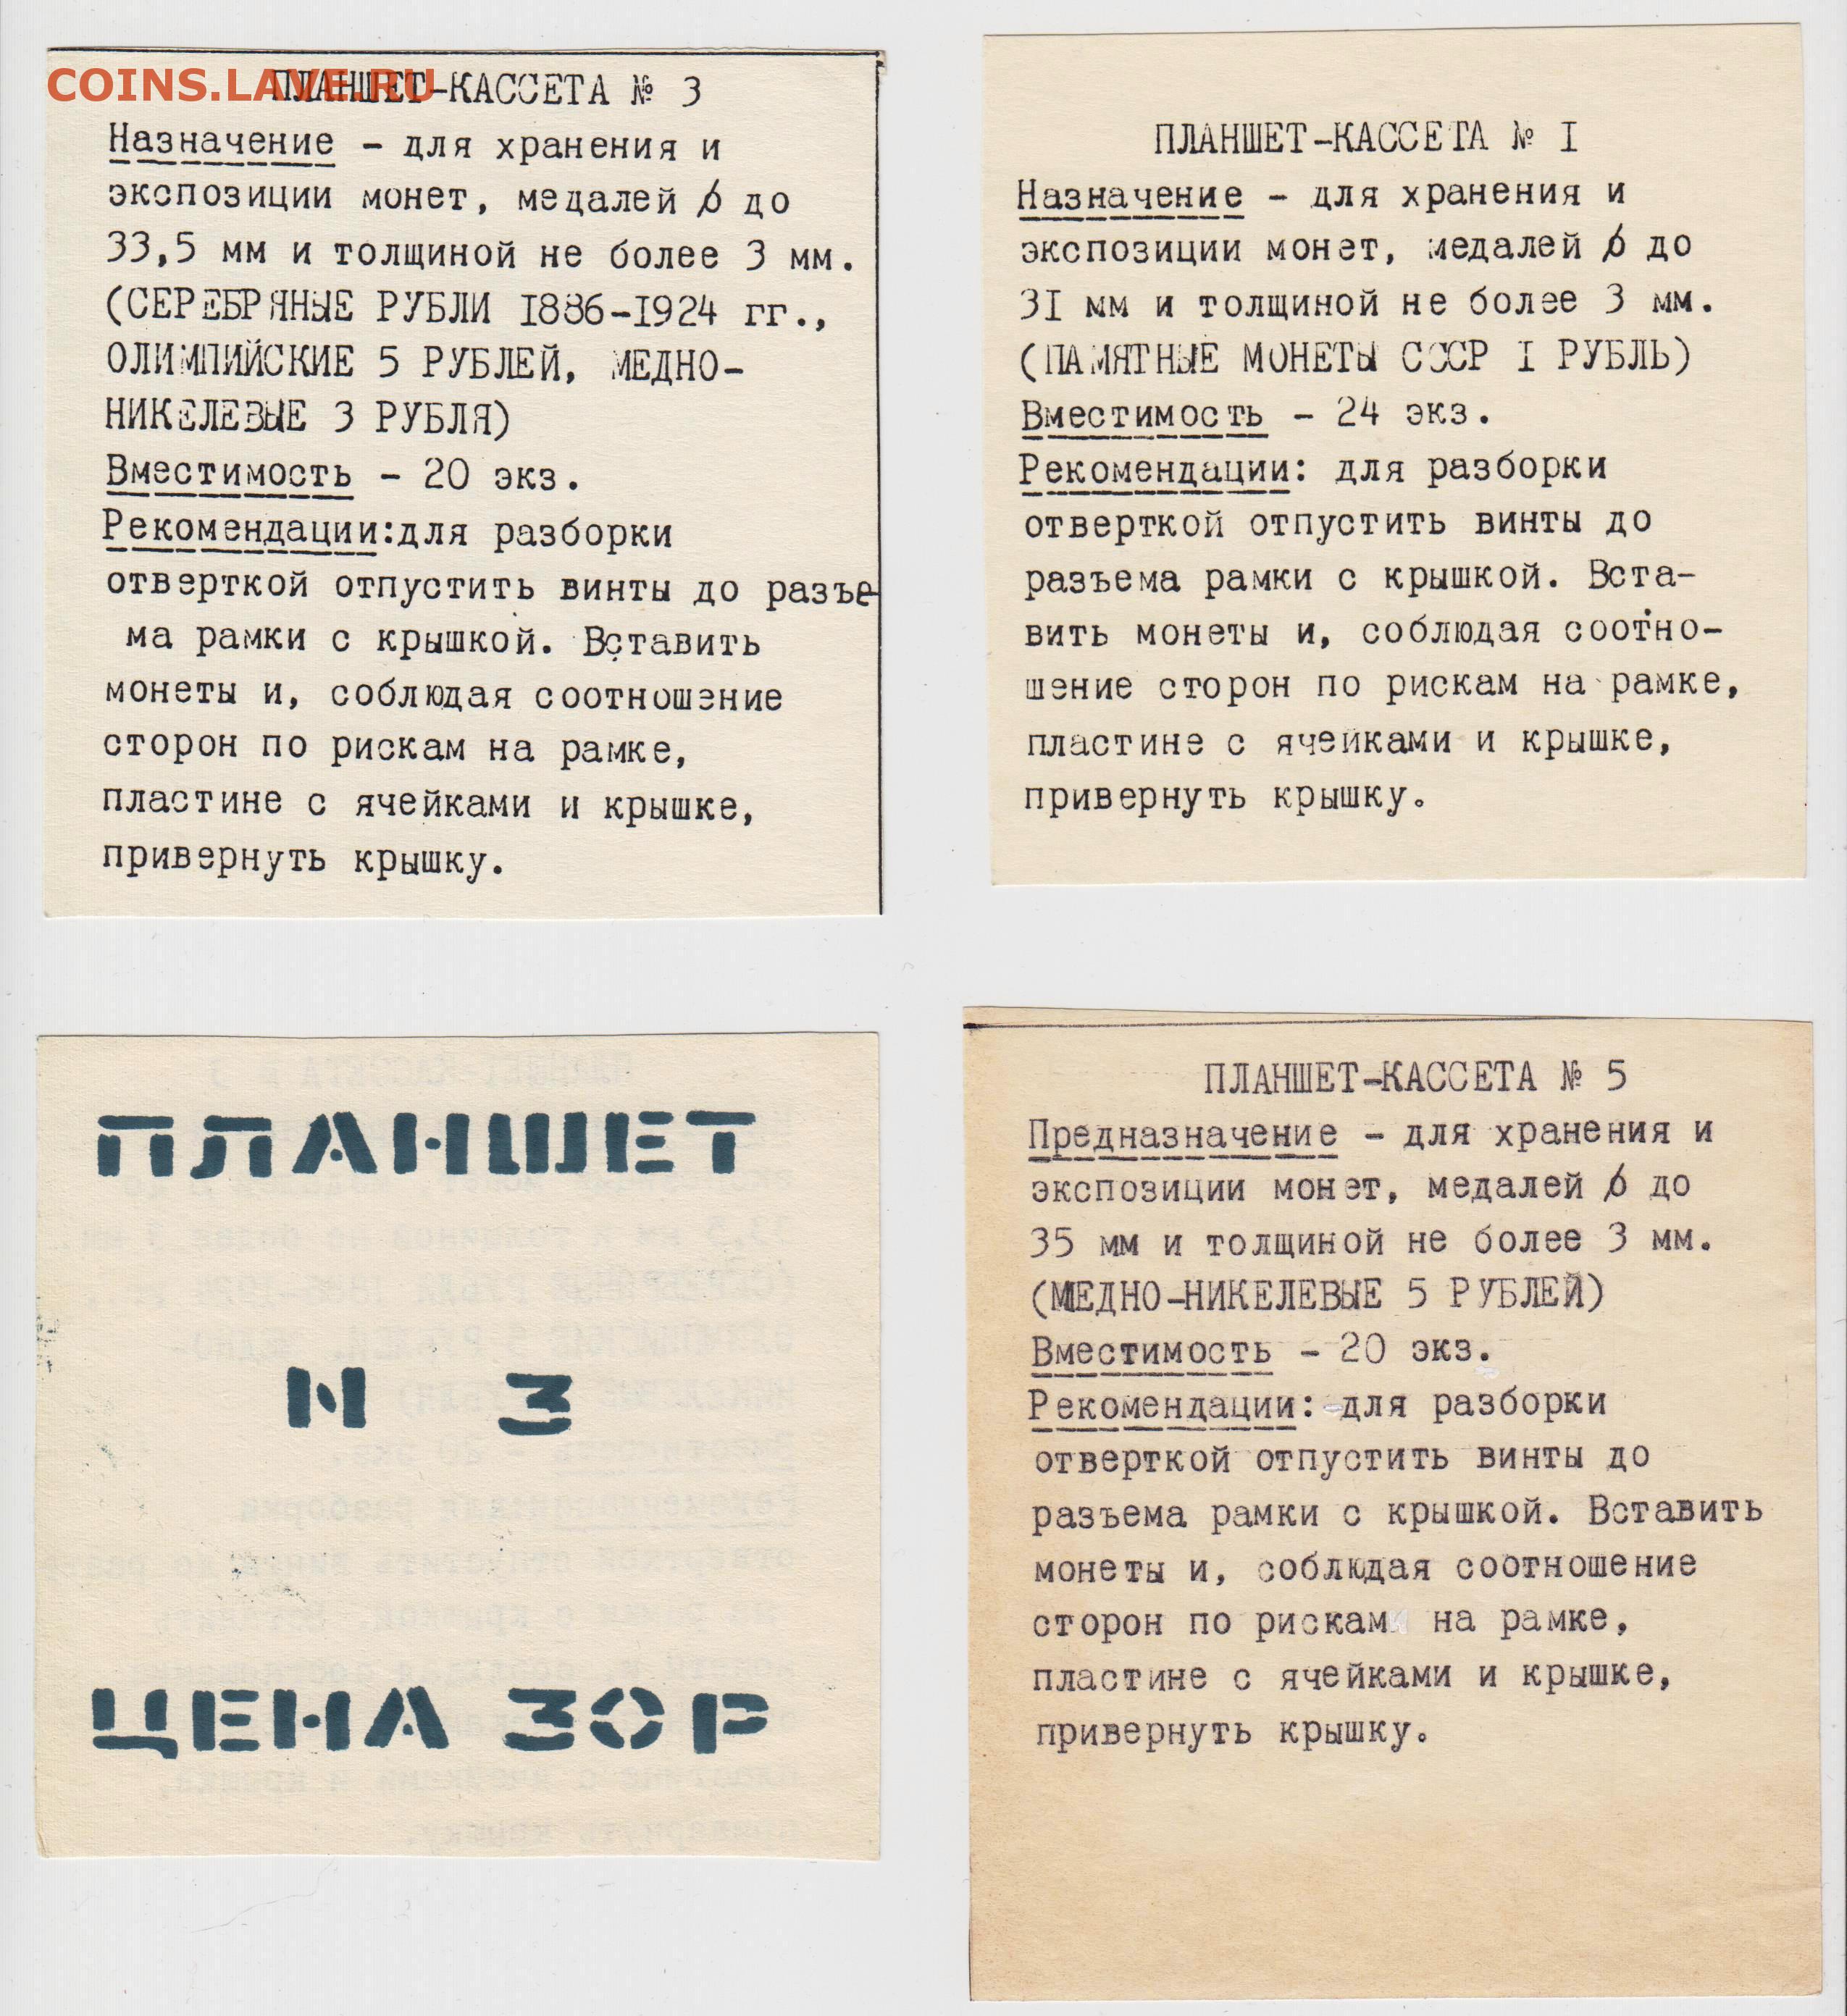 COINS.LAVE.RU
ПЛАНШЕТ-КАССЕТА № 3
Назначение - для хранения и
экспозиции монет, медалей ϕ до
33,5 мм и толщиной не более 3 мм.
(СЕРЕБРЯНЫЕ РУБЛИ I886-I924 гг.,
ОЛИМПИЙСКИЕ 5 РУБЛЕЙ, МЕДНО-
НИКЕЛЕВЫЕ 3 РУБЛЯ)
Вместимость - 20 экз.
Рекомендации:для разборки
отверткой отпустить винты до разъе-
ма рамки с крышкой. Вставить
монеты и, соблюдая соотношение
сторон по рискам на рамке,
пластине с ячейками и крышке,
привернуть крышку.
ПЛАНШЕТ-КАССЕТА № I
Назначение - для хранения и
экспозиции монет, медалей ϕ до
3I мм и толщиной не более 3 мм.
(ПАМЯТНЫЕ МОНЕТЫ СССР I РУБЛЬ)
Вместимость - 24 экз.
Рекомендации: для разборки
отверткой отпустить винты до
разъема рамки с крышкой. Вста-
вить монеты и, соблюдая соотно-
шение сторон по рискам на рамке,
пластине с ячейками и крышке,
привернуть крышку.
ПЛАНШЕТ
N 3
ЦЕНА 30Р
ПЛАНШЕТ-КАССЕТА № 5
Предназначение - для хранения и
экспозиции монет, медалей ϕ до
35 мм и толщиной не более 3 мм.
(МЕДНО-НИКЕЛЕВЫЕ 5 РУБЛЕЙ)
Вместимость - 20 экз.
Рекомендации: для разборки
отверткой отпустить винты до
разъема рамки с крышкой. Вставить
монеты и, соблюдая соотношение
сторон по рискам на рамке,
пластине с ячейками и крышке,
привернуть крышку.